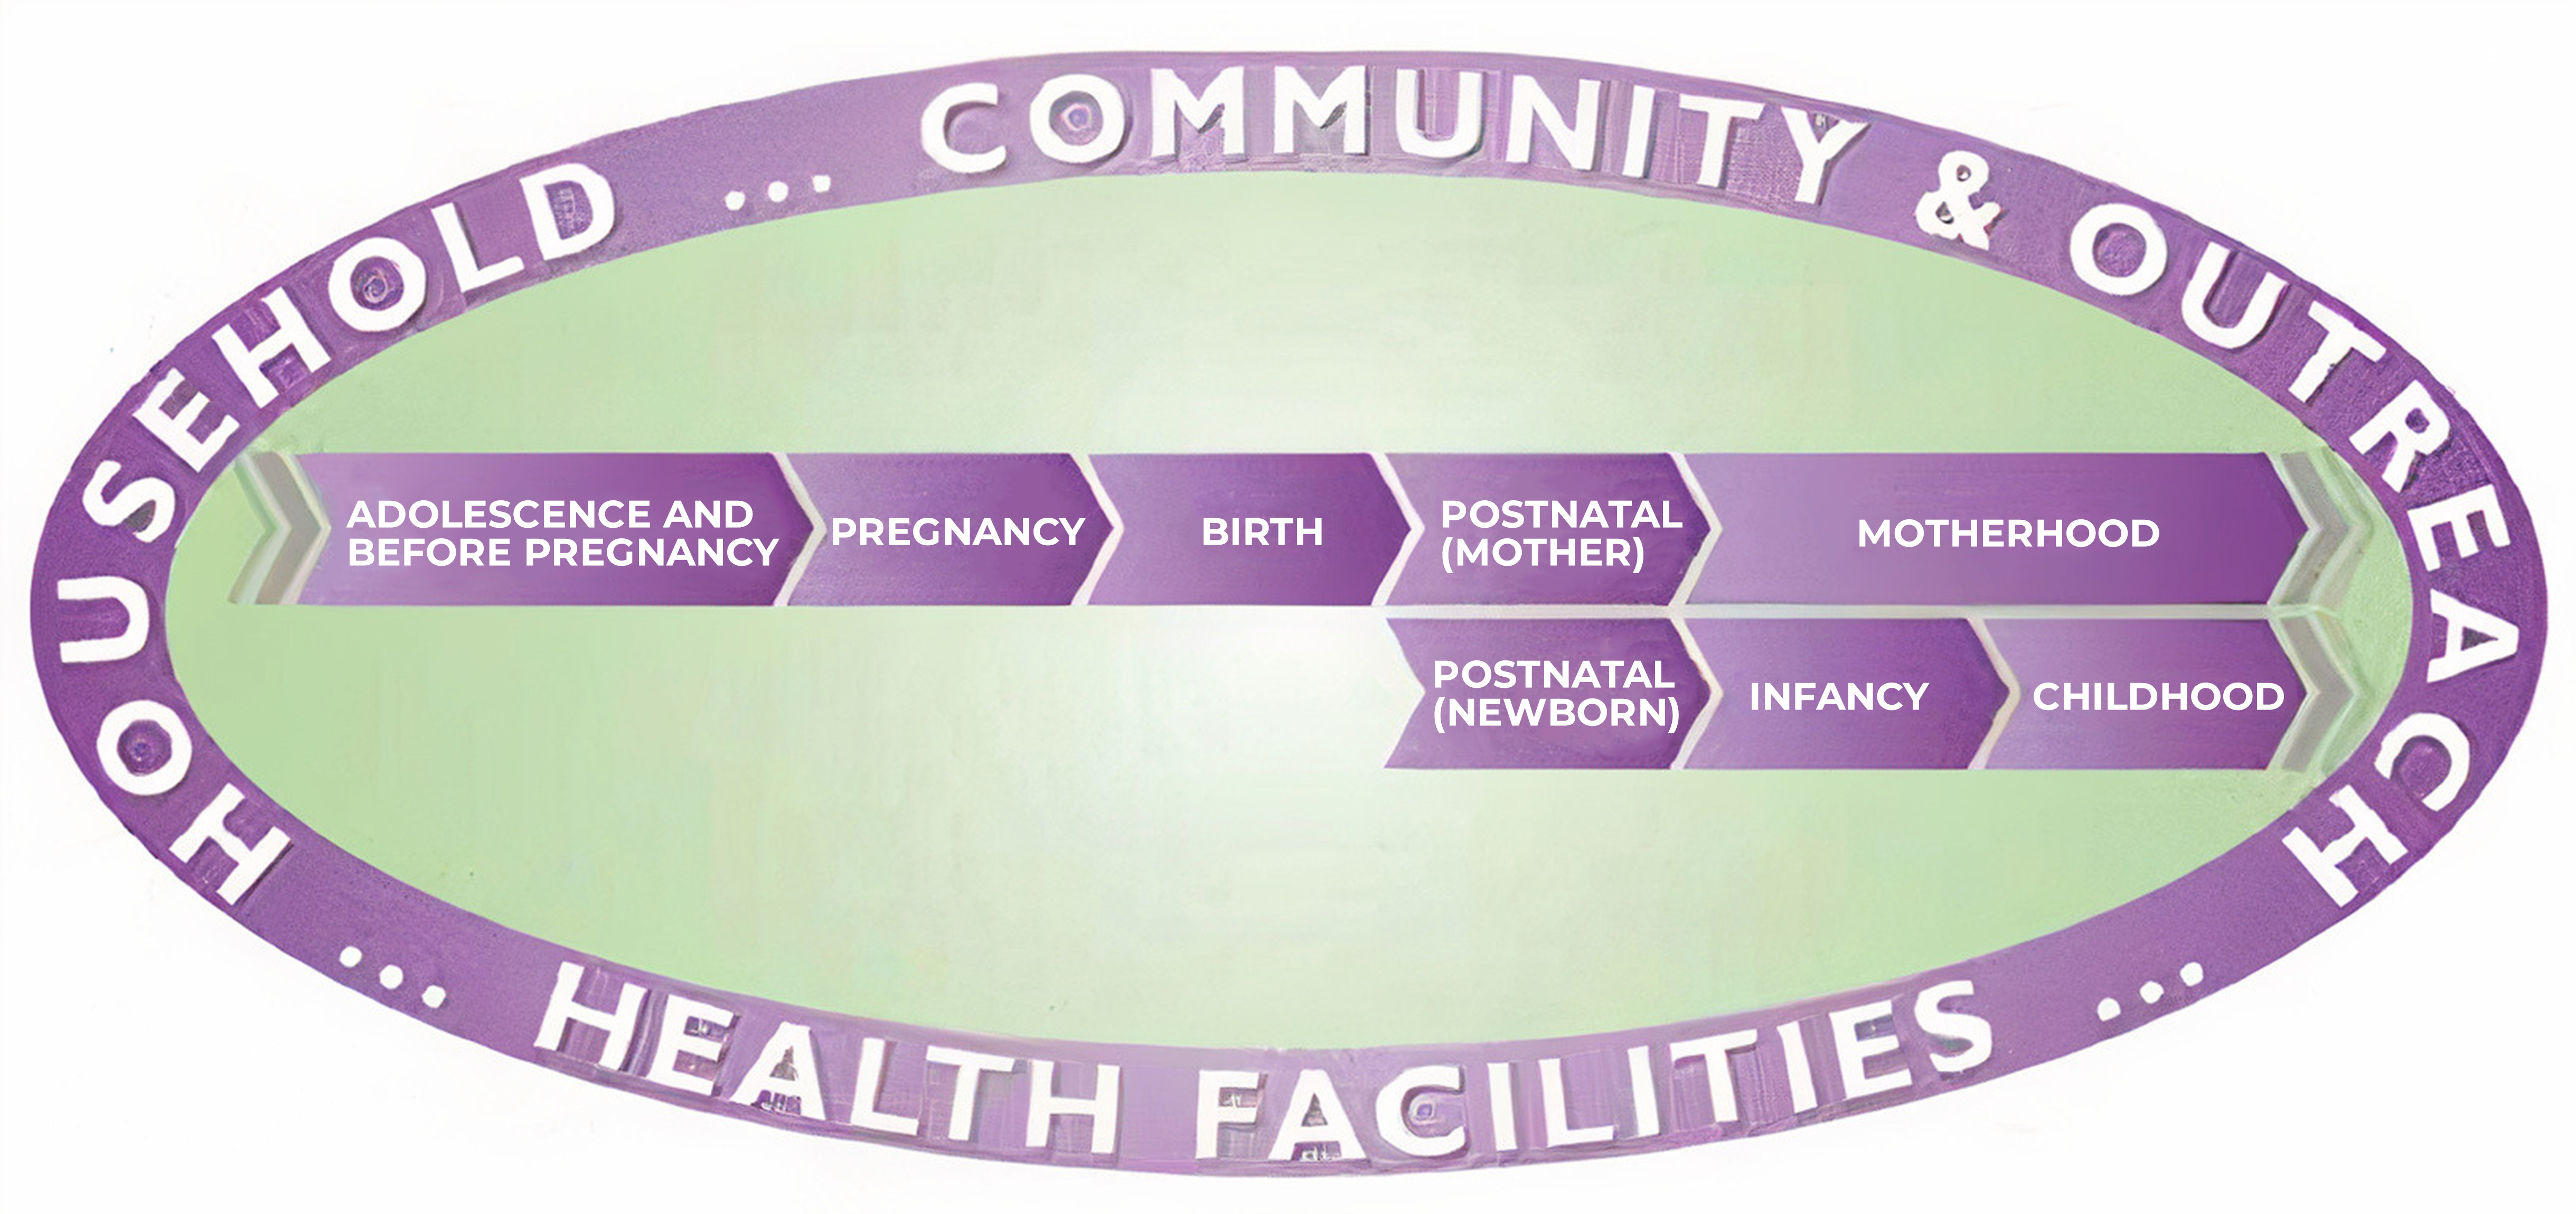 HOUSEHOLD ... COMMUNITY & OUTREACH ... HEALTH FACILITIES ...
ADOLESCENCE AND
BEFORE PREGNANCY
PREGNANCY
BIRTH
POSTNATAL
(MOTHER)
MOTHERHOOD
POSTNATAL
(NEWBORN)
INFANCY
CHILDHOOD